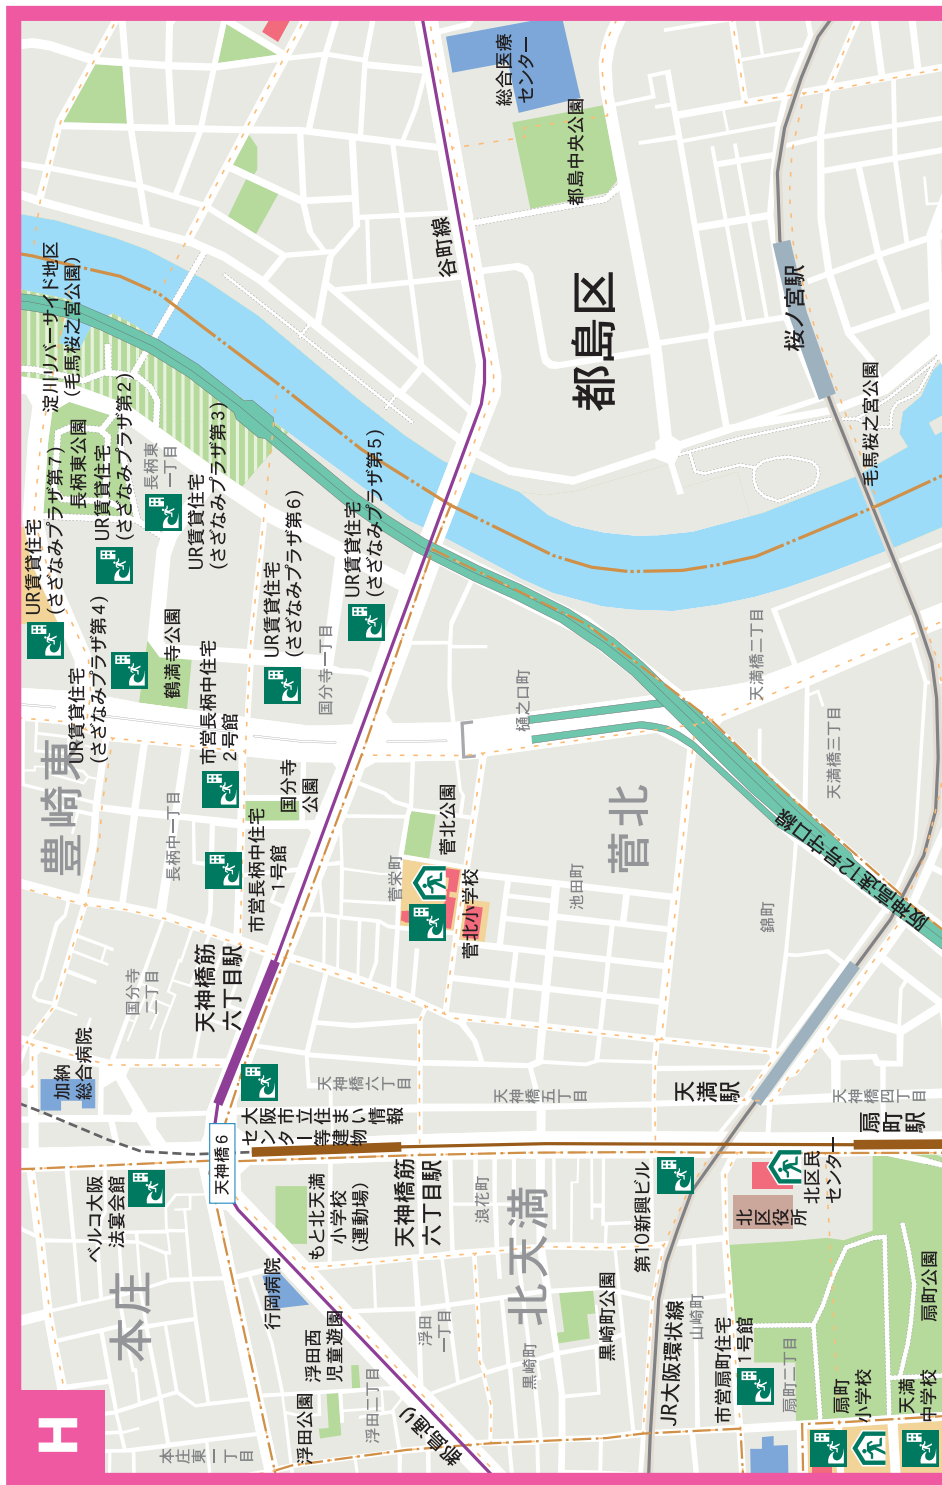 H
総合医療
センター
都島中央公園
谷町線
都島区
桜ノ宮駅
毛馬桜之宮公園
淀川リバーサイド地区
(毛馬桜之宮公園)
長柄東公園
長柄東
一丁目
UR賃貸住宅
(さざなみプラザ第7)
UR賃貸住宅
(さざなみプラザ第2)
UR賃貸住宅
(さざなみプラザ第3)
UR賃貸住宅
(さざなみプラザ第6)
UR賃貸住宅
(さざなみプラザ第5)
UR賃貸住宅
(さざなみプラザ第4)
鶴満寺公園
市営長柄中住宅
2号館
国分寺一丁目
樋之口町
天満橋二丁目
天満橋三丁目
豊崎東
長柄中一丁目
国分寺
公園
市営長柄中住宅
1号館
菅北公園
菅栄町
菅北小学校
菅北
池田町
錦町
阪神高速12号守口線
国分寺
二丁目
天神橋筋
六丁目駅
加納
総合病院
天神橋六丁目
天神橋五丁目
天神橋四丁目
天満
駅
扇町
駅
大阪市立住まい情報
センター等建物
天神橋6
ベルコ大阪
法宴会館
もと北天満
小学校
(運動場)
天神橋筋
六丁目駅
浪花町
北天満
第10新興ビル
北区民
センター
北区役所
本庄
行岡病院
浮田西
児童遊園
浮田
一丁目
浮田公園
浮田二丁目
都島通り
黒崎町
黒崎町公園
JR大阪環状線
山崎町
市営扇町住宅
1号館
扇町二丁目
扇町公園
扇町
小学校
天満
中学校
本庄東一丁目